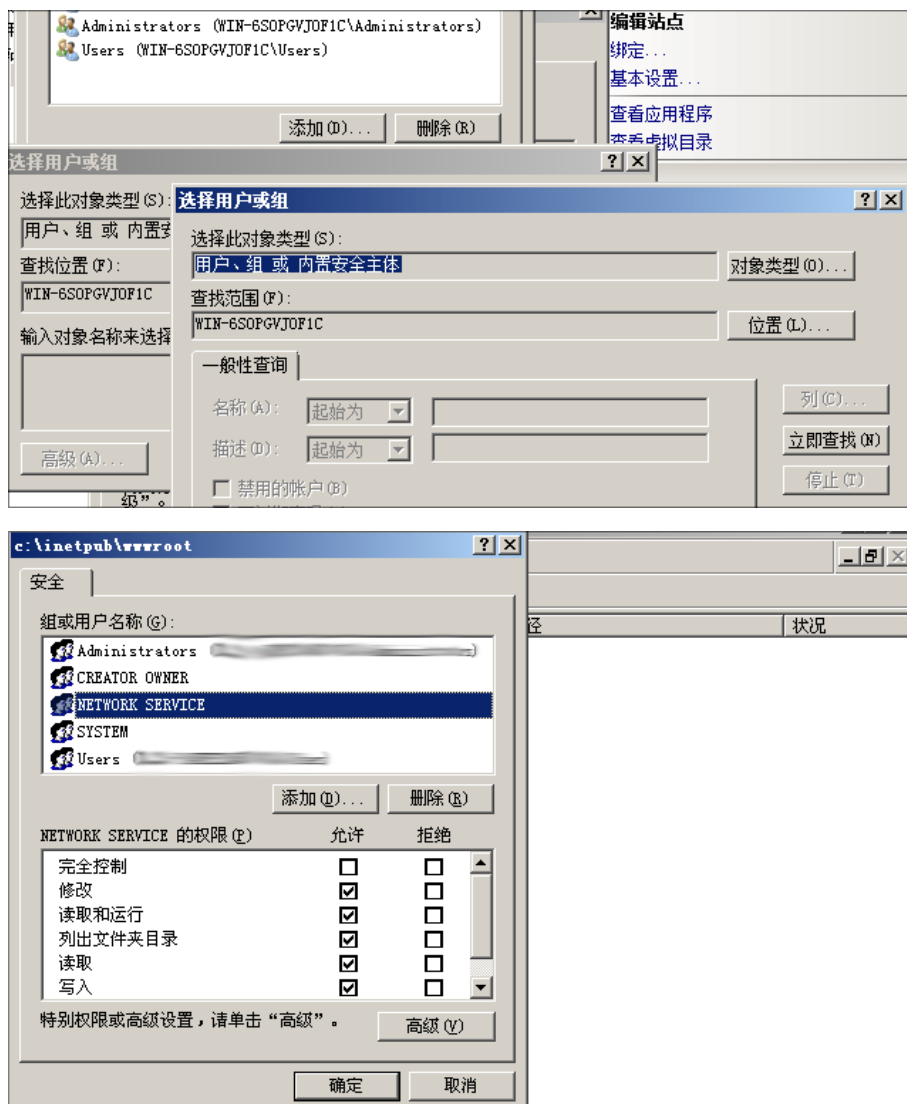 Administrators (WIN-6SOPGVJOF1C\Administrators)
Users (WIN-6SOPGVJOF1C\Users)
添加(D)... 删除(R)
编辑站点
绑定...
基本设置...
查看应用程序
查看虚拟目录
选择用户或组
选择此对象类型(S):
用户、组 或 内置安
查找位置(F):
WIN-6SOPGVJOF1C
输入对象名称来选择
高级(A)...
级”。
选择用户或组
选择此对象类型(S):
用户、组 或 内置安全主体
对象类型(O)...
查找范围(F):
WIN-6SOPGVJOF1C
位置(L)...
一般性查询
名称(A): 起始为
描述(D): 起始为
禁用的帐户(B)
列(C)...
立即查找(N)
停止(T)
c:\inetpub\wwwroot
安全
组或用户名称(G):
Administrators
CREATOR OWNER
NETWORK SERVICE
SYSTEM
Users
添加(D)... 删除(R)
NETWORK SERVICE 的权限(P) 允许 拒绝
完全控制
修改
读取和运行
列出文件夹目录
读取
写入
特别权限或高级设置，请单击“高级”。
高级(V)
确定 取消
径 状况